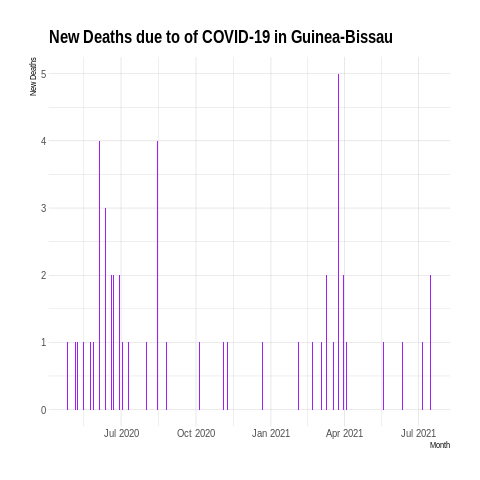 New Deaths due to of COVID-19 in Guinea-Bissau
New Deaths
5
4
3
2
1
0
Jul 2020 Oct 2020 Jan 2021 Apr 2021 Jul 2021
Month